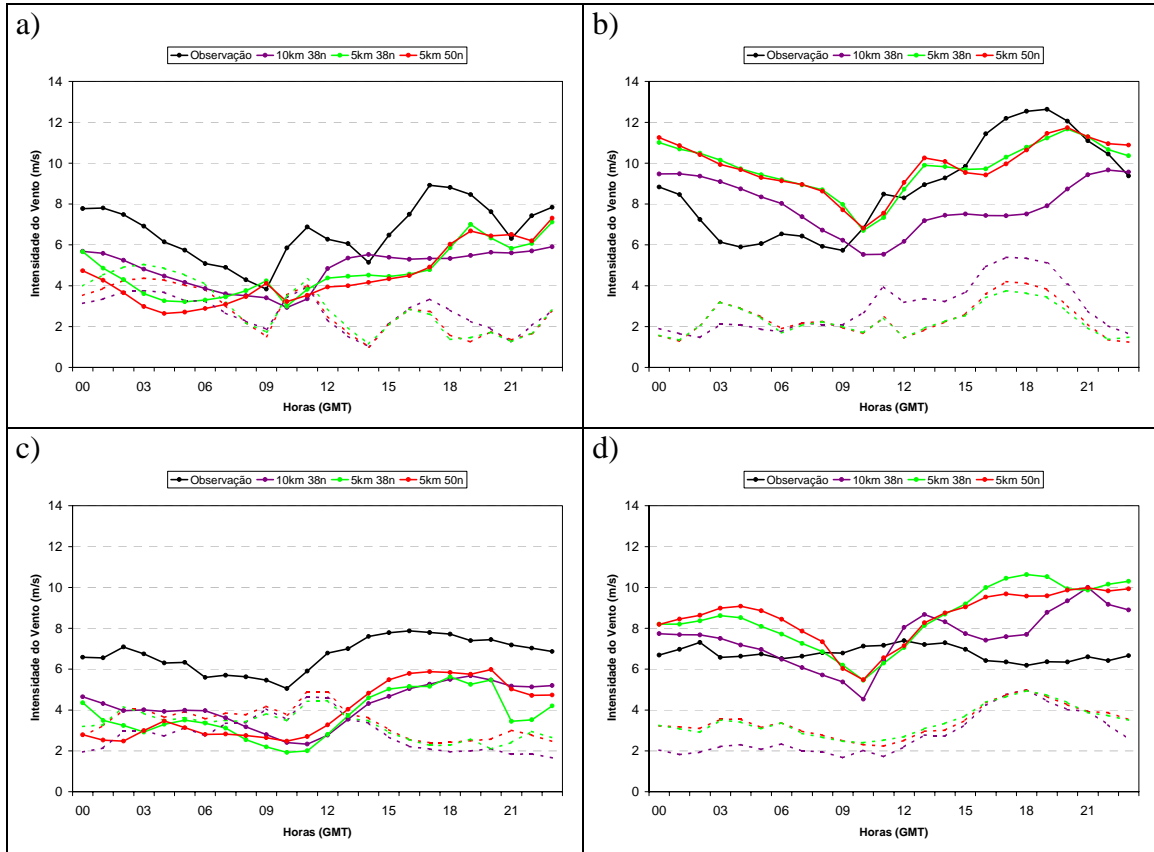 a)
Observação 10km 38n 5km 38n 5km 50n
14
12
10
8
6
4
2
0
Intensidade do Vento (m/s)
00 03 06 09 12 15 18 21
Horas (GMT)
b)
Observação 10km 38n 5km 38n 5km 50n
14
12
10
8
6
4
2
0
Intensidade do Vento (m/s)
00 03 06 09 12 15 18 21
Horas (GMT)
c)
Observação 10km 38n 5km 38n 5km 50n
14
12
10
8
6
4
2
0
Intensidade do Vento (m/s)
00 03 06 09 12 15 18 21
Horas (GMT)
d)
Observação 10km 38n 5km 38n 5km 50n
14
12
10
8
6
4
2
0
Intensidade do Vento (m/s)
00 03 06 09 12 15 18 21
Horas (GMT)